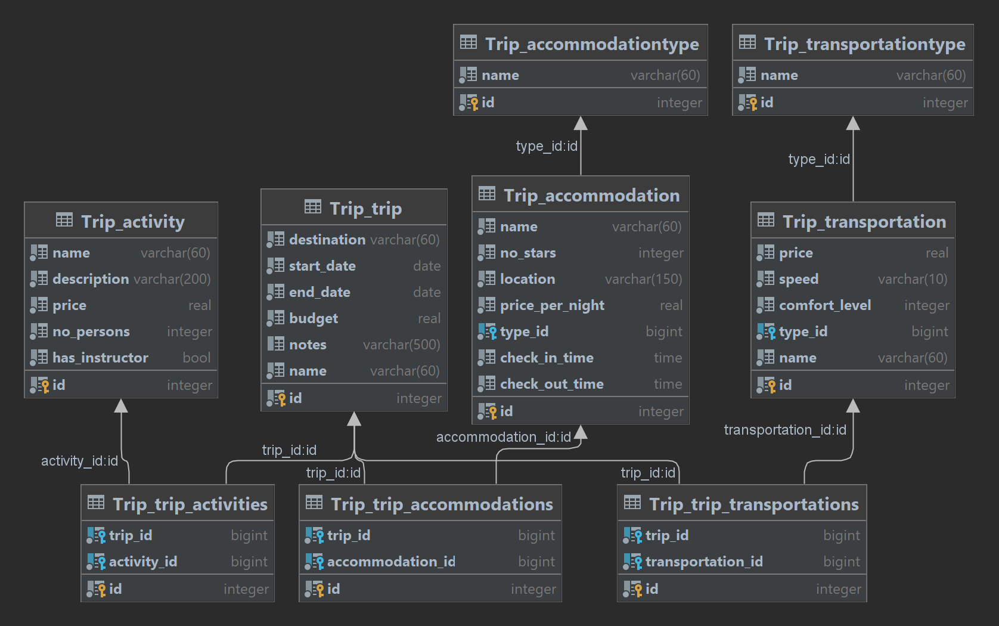 Trip_accommodationtype
name varchar(60)
id integer
Trip_transportationtype
name varchar(60)
id integer
type_id:id
type_id:id
Trip_activity
name varchar(60)
description varchar(200)
price real
no_persons integer
has_instructor bool
id integer
Trip_trip
destination varchar(60)
start_date date
end_date date
budget real
notes varchar(500)
name varchar(60)
id integer
Trip_accommodation
name varchar(60)
no_stars integer
location varchar(150)
price_per_night real
type_id bigint
check_in_time time
check_out_time time
id integer
Trip_transportation
price real
speed varchar(10)
comfort_level integer
type_id bigint
name varchar(60)
id integer
activity_id:id
trip_id:id
trip_id:id
accommodation_id:id
trip_id:id
transportation_id:id
Trip_trip_activities
trip_id bigint
activity_id bigint
id integer
Trip_trip_accommodations
trip_id bigint
accommodation_id bigint
id integer
Trip_trip_transportations
trip_id bigint
transportation_id bigint
id integer